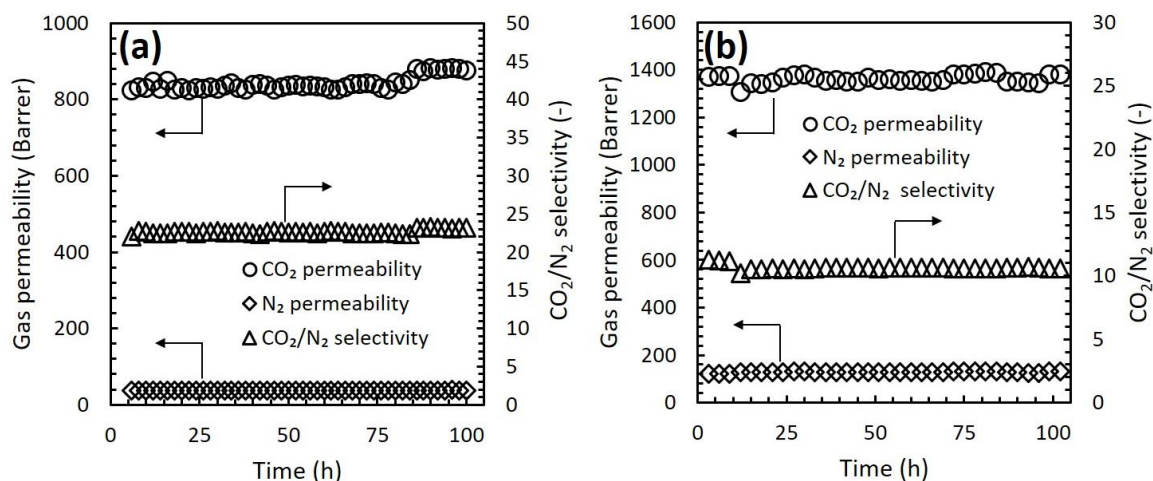 (a)
Gas permeability (Barrer)
1000
800
600
400
200
0
50
45
40
35
30
25
20
15
10
5
0
CO₂/N₂ selectivity (-)
CO₂ permeability
N₂ permeability
CO₂/N₂ selectivity
0 25 50 75 100
Time (h)
(b)
Gas permeability (Barrer)
1600
1400
1200
1000
800
600
400
200
0
30
25
20
15
10
5
0
CO₂/N₂ selectivity (-)
CO₂ permeability
N₂ permeability
CO₂/N₂ selectivity
0 25 50 75 100
Time (h)